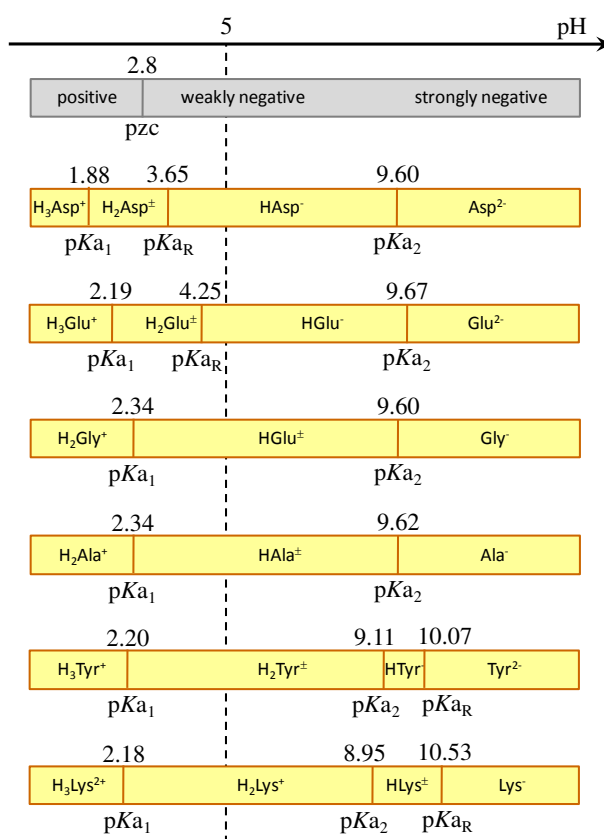 5 pH
2.8
positive weakly negative strongly negative
pzc
1.88 3.65 9.60
H₃Asp⁺ H₂Asp± HAsp⁻ Asp²⁻
pKa₁ pKa_R pKa₂
2.19 4.25 9.67
H₃Glu⁺ H₂Glu± HGlu⁻ Glu²⁻
pKa₁ pKa_R pKa₂
2.34 9.60
H₂Gly⁺ HGlu± Gly⁻
pKa₁ pKa₂
2.34 9.62
H₂Ala⁺ HAla± Ala⁻
pKa₁ pKa₂
2.20 9.11 10.07
H₃Tyr⁺ H₂Tyr± HTyr⁻ Tyr²⁻
pKa₁ pKa₂ pKa_R
2.18 8.95 10.53
H₃Lys²⁺ H₂Lys⁺ HLys± Lys⁻
pKa₁ pKa₂ pKa_R